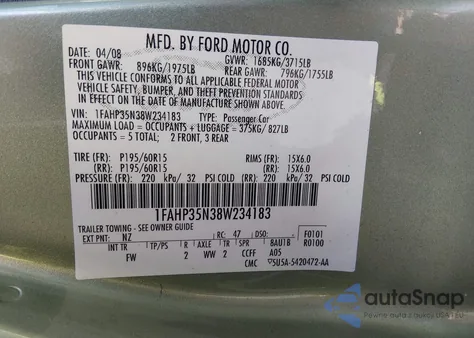 MFD. BY FORD MOTOR CO.
04/08 GVWR: 1685KG/3715LB
FRONT GAWR: 896KG/1975LB REAR GAWR: 796KG/1755LB
THIS VEHICLE CONFORMS TO ALL APPLICABLE FEDERAL MOTOR
VEHICLE SAFETY, BUMPER, AND THEFT PREVENTION STANDARDS
IN EFFECT ON THE DATE OF MANUFACTURE SHOWN ABOVE.
VIN: 1FAHP35N38W234183 TYPE: Passenger Car
MAXIMUM LOAD= OCCUPANTS + LUGGAGE = 375KG/ 827LB
OCCUPANTS = 5 TOTAL: 2 FRONT, 3 REAR
TIRE (FR): P195/60R15 RIMS (FR): 15X6.0
(RR): P195/60R15 (RR): 15X6.0
PRESSURE (FR): 220 kPa/ 32 PSI COLD (RR): 220 kPa/ 32 PSI COLD
1FAHP35N38W234183
TRAILER TOWING - SEE OWNER GUIDE
EXT PNT: NZ RC: 47 DSO: F0101
R0100
INT TR TP/PS R AXLE TR SPR B BAU1B
FW 2 WW 2 CCFF A05
CMC 5U5A-5420472-AA
autoSnap